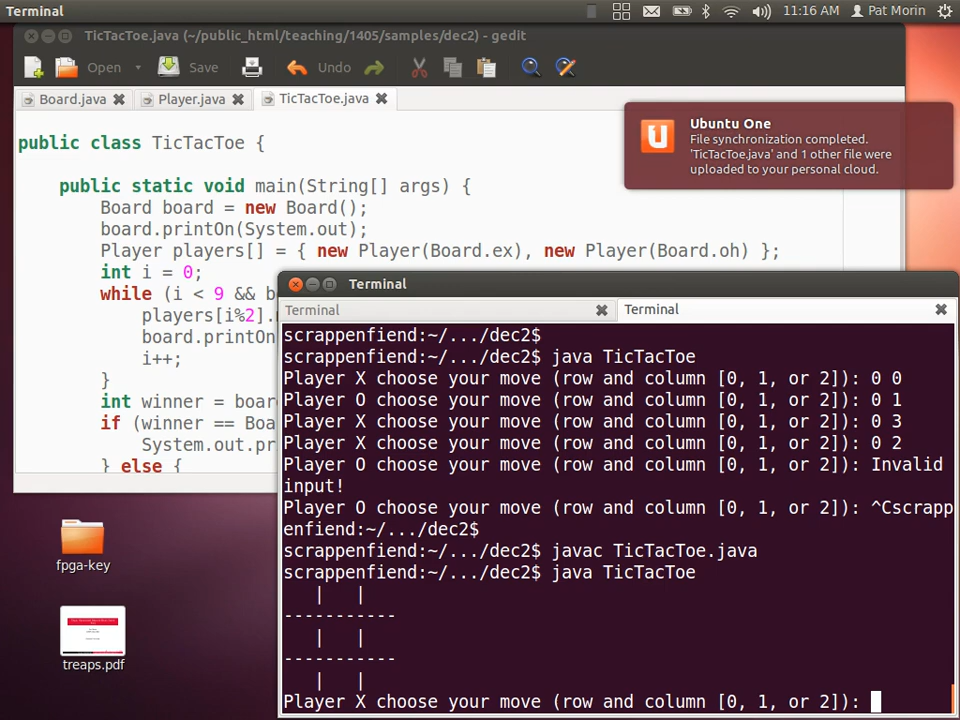 Terminal
11:16 AM
Pat Morin
TicTacToe.java (~/public_html/teaching/1405/samples/dec2) - gedit
Open
Save
Undo
Board.java
Player.java
TicTacToe.java
Ubuntu One
File synchronization completed.
'TicTacToe.java' and 1 other file were
uploaded to your personal cloud.
public class TicTacToe {
public static void main(String[] args) {
Board board = new Board();
board.printOn(System.out);
Player players[] = { new Player(Board.ex), new Player(Board.oh) };
int i = 0;
while (i < 9 && b
players[i%2].
board.printOn
i++;
}
int winner = boar
if (winner == Boa
System.out.pr
} else {
Terminal
Terminal
Terminal
scrappenfiend:~/.../dec2$
scrappenfiend:~/.../dec2$ java TicTacToe
Player X choose your move (row and column [0, 1, or 2]): 0 0
Player O choose your move (row and column [0, 1, or 2]): 0 1
Player X choose your move (row and column [0, 1, or 2]): 0 3
Player X choose your move (row and column [0, 1, or 2]): 0 2
Player O choose your move (row and column [0, 1, or 2]): Invalid
input!
Player O choose your move (row and column [0, 1, or 2]): ^Cscrapp
enfiend:~/.../dec2$
scrappenfiend:~/.../dec2$ javac TicTacToe.java
scrappenfiend:~/.../dec2$ java TicTacToe
   |   |
-----------
   |   |
-----------
   |   |
Player X choose your move (row and column [0, 1, or 2]):
fpga-key
treaps.pdf